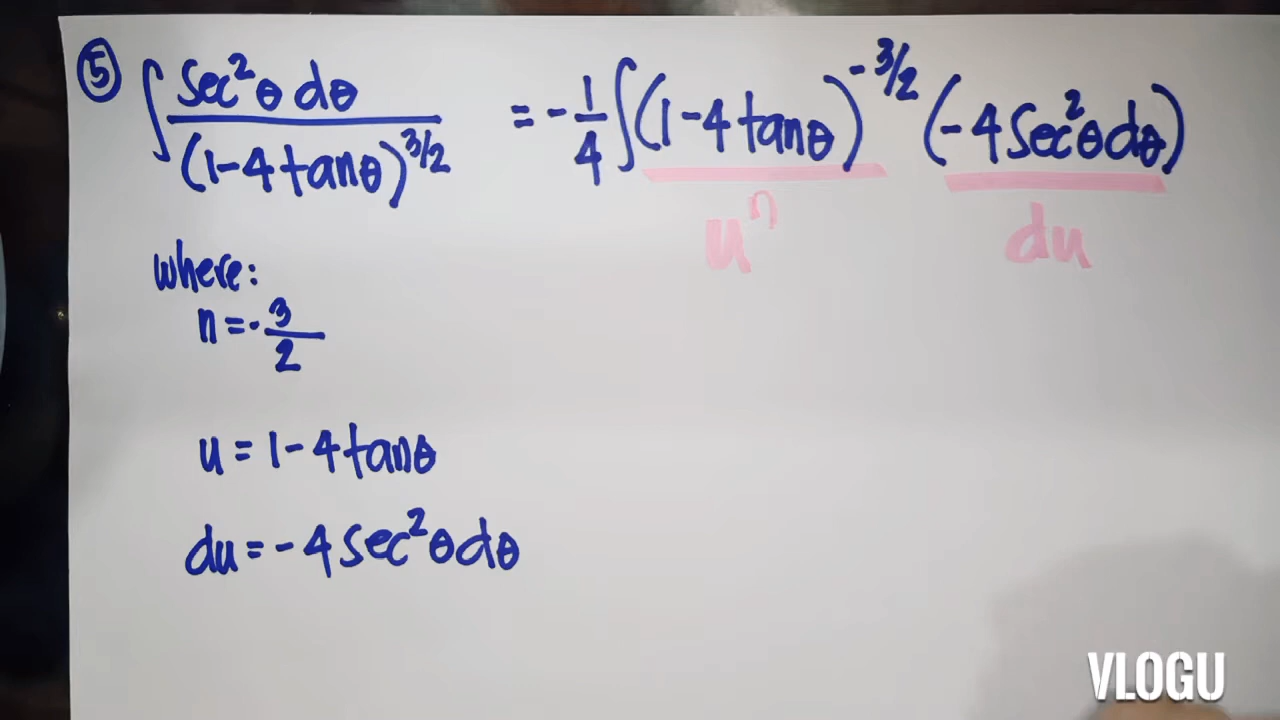 ⑤ ∫ sec²θ dθ / (1-4tanθ)^3/2 = -1/4 ∫(1-4tanθ)^-3/2 (-4sec²θdθ)
uⁿ du
where:
n = -3/2
u = 1-4tanθ
du = -4sec²θdθ
VLOGU